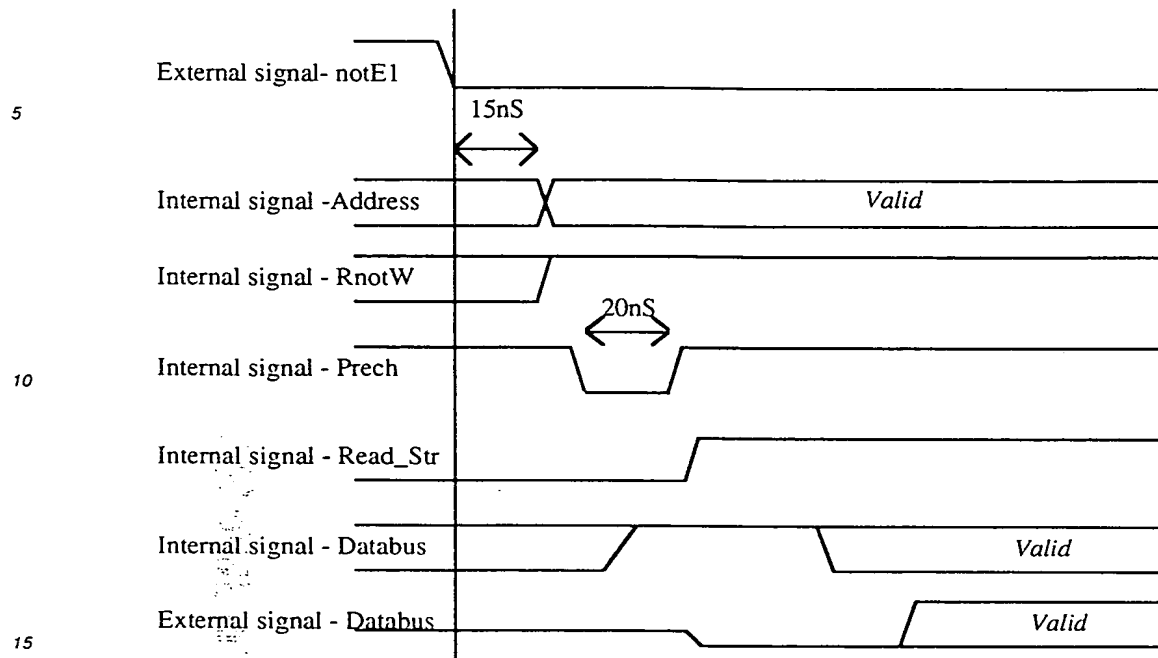 External signal- notE1
5
15nS
Internal signal -Address
Valid
Internal signal - RnotW
20nS
Internal signal - Prech
10
Internal signal - Read_Str
Internal signal - Databus
Valid
External signal - Databus
Valid
15